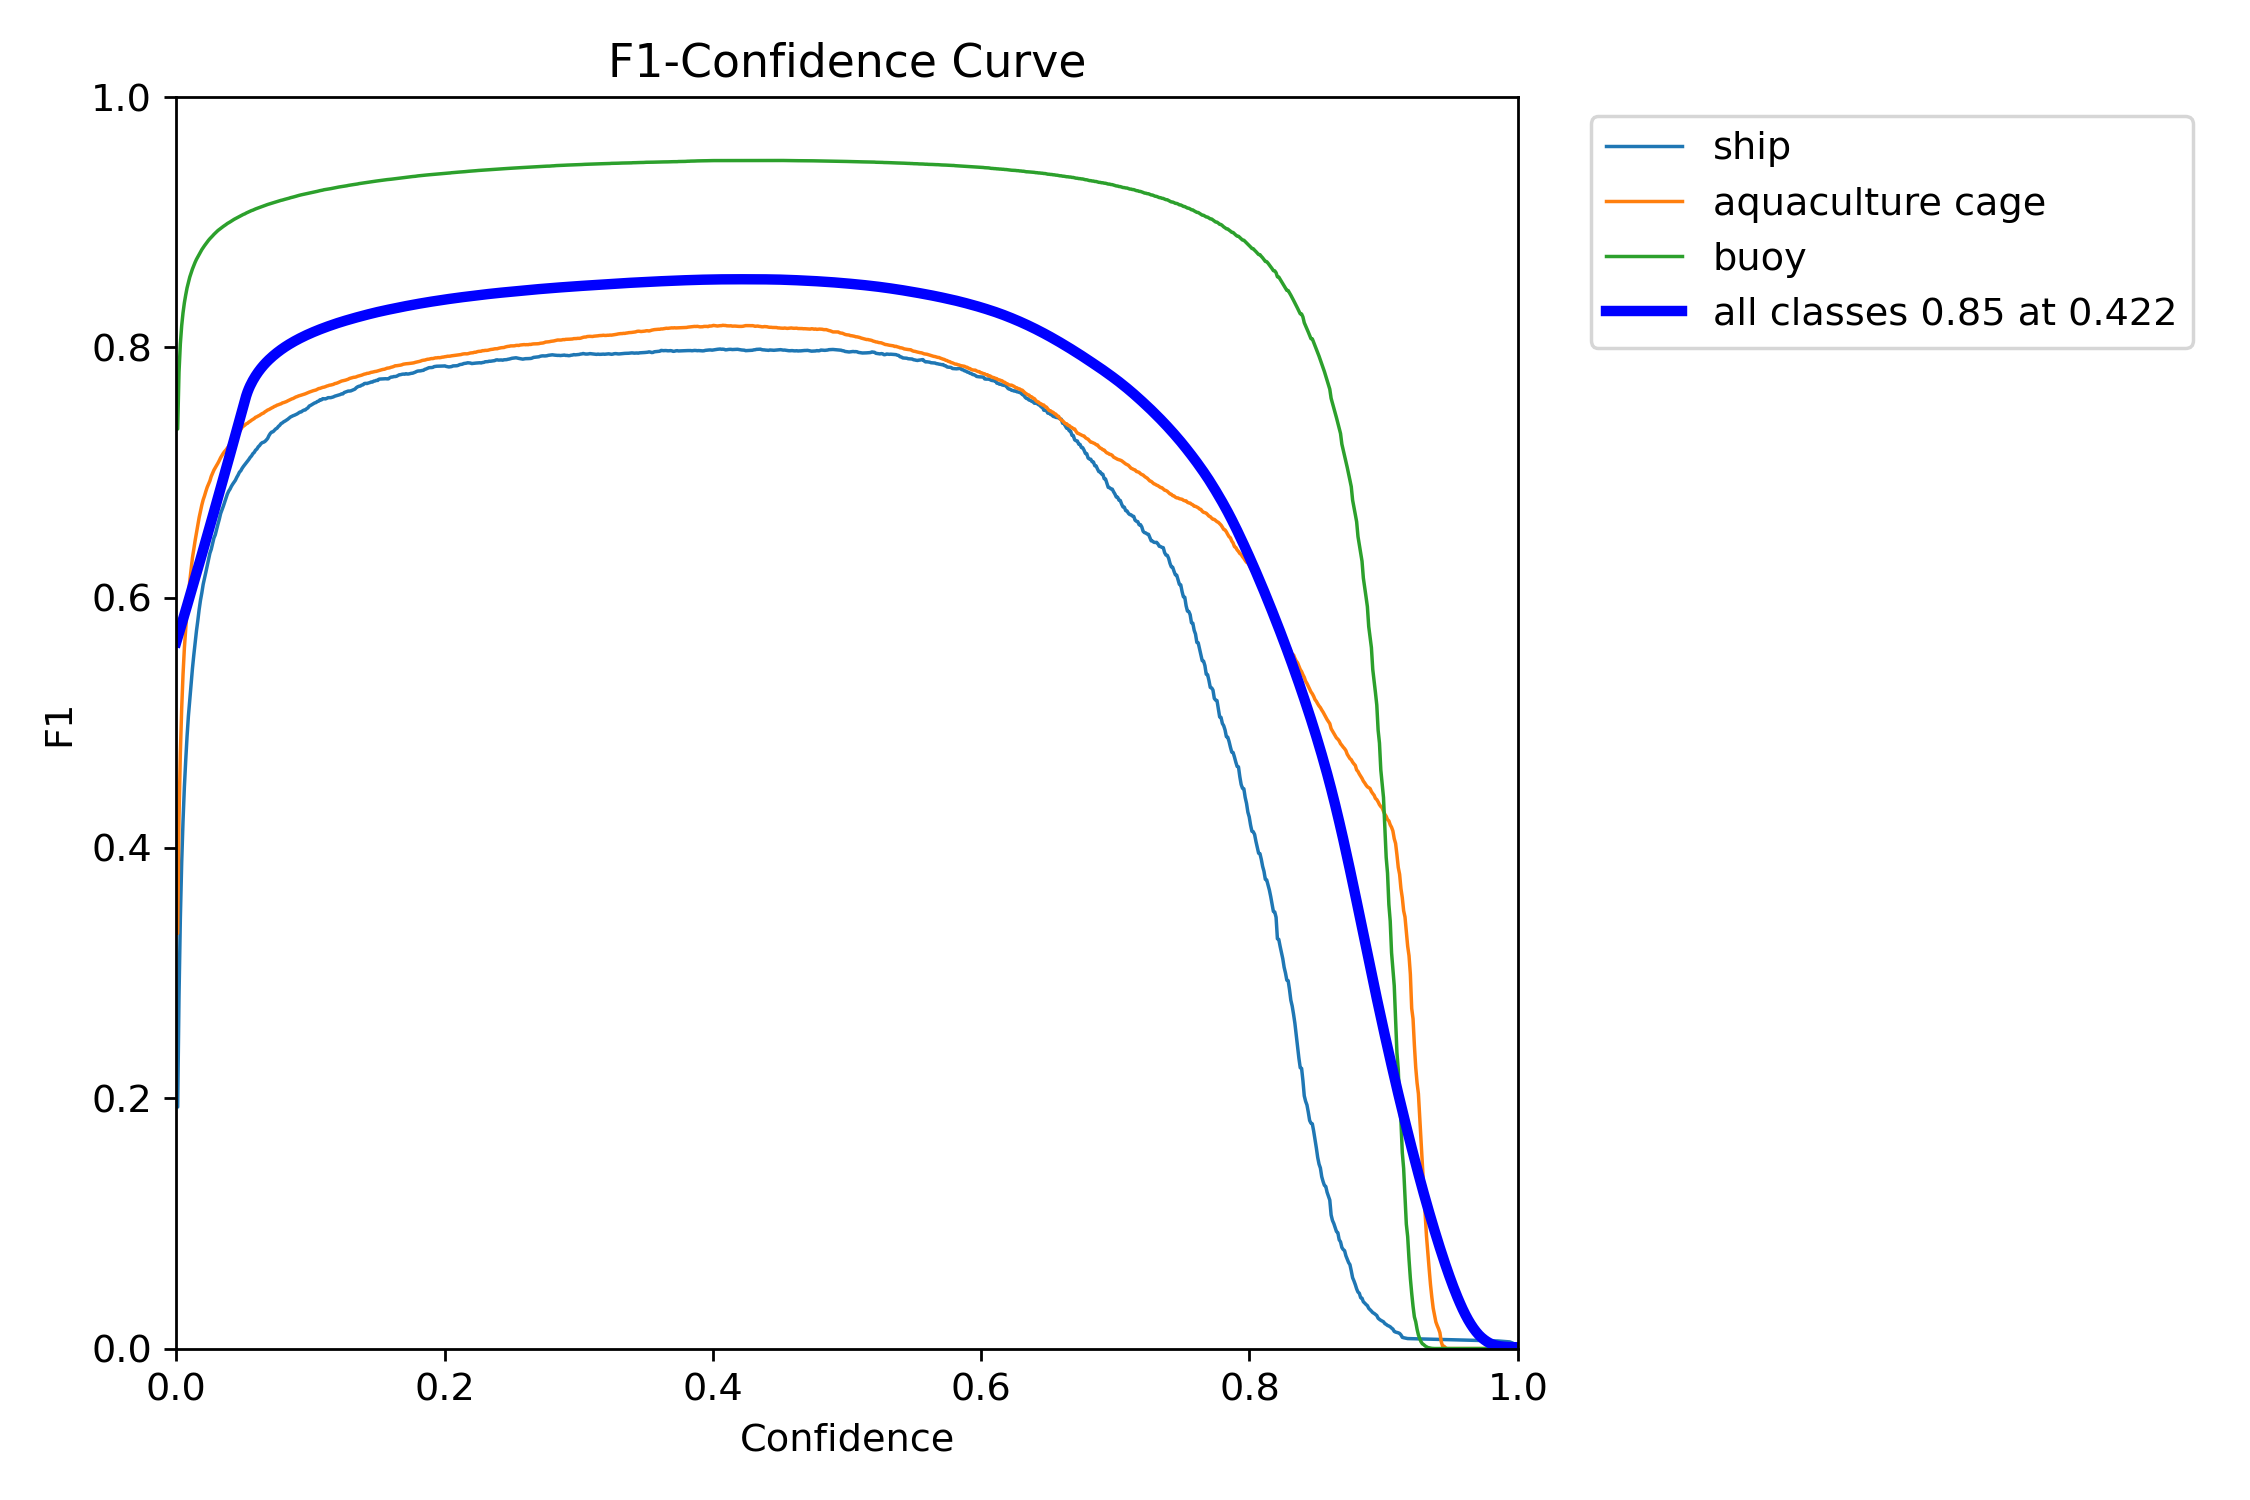 F1-Confidence Curve
1.0
0.8
0.6
0.4
0.2
0.0
F1
0.0 0.2 0.4 0.6 0.8 1.0
Confidence
ship
aquaculture cage
buoy
all classes 0.85 at 0.422